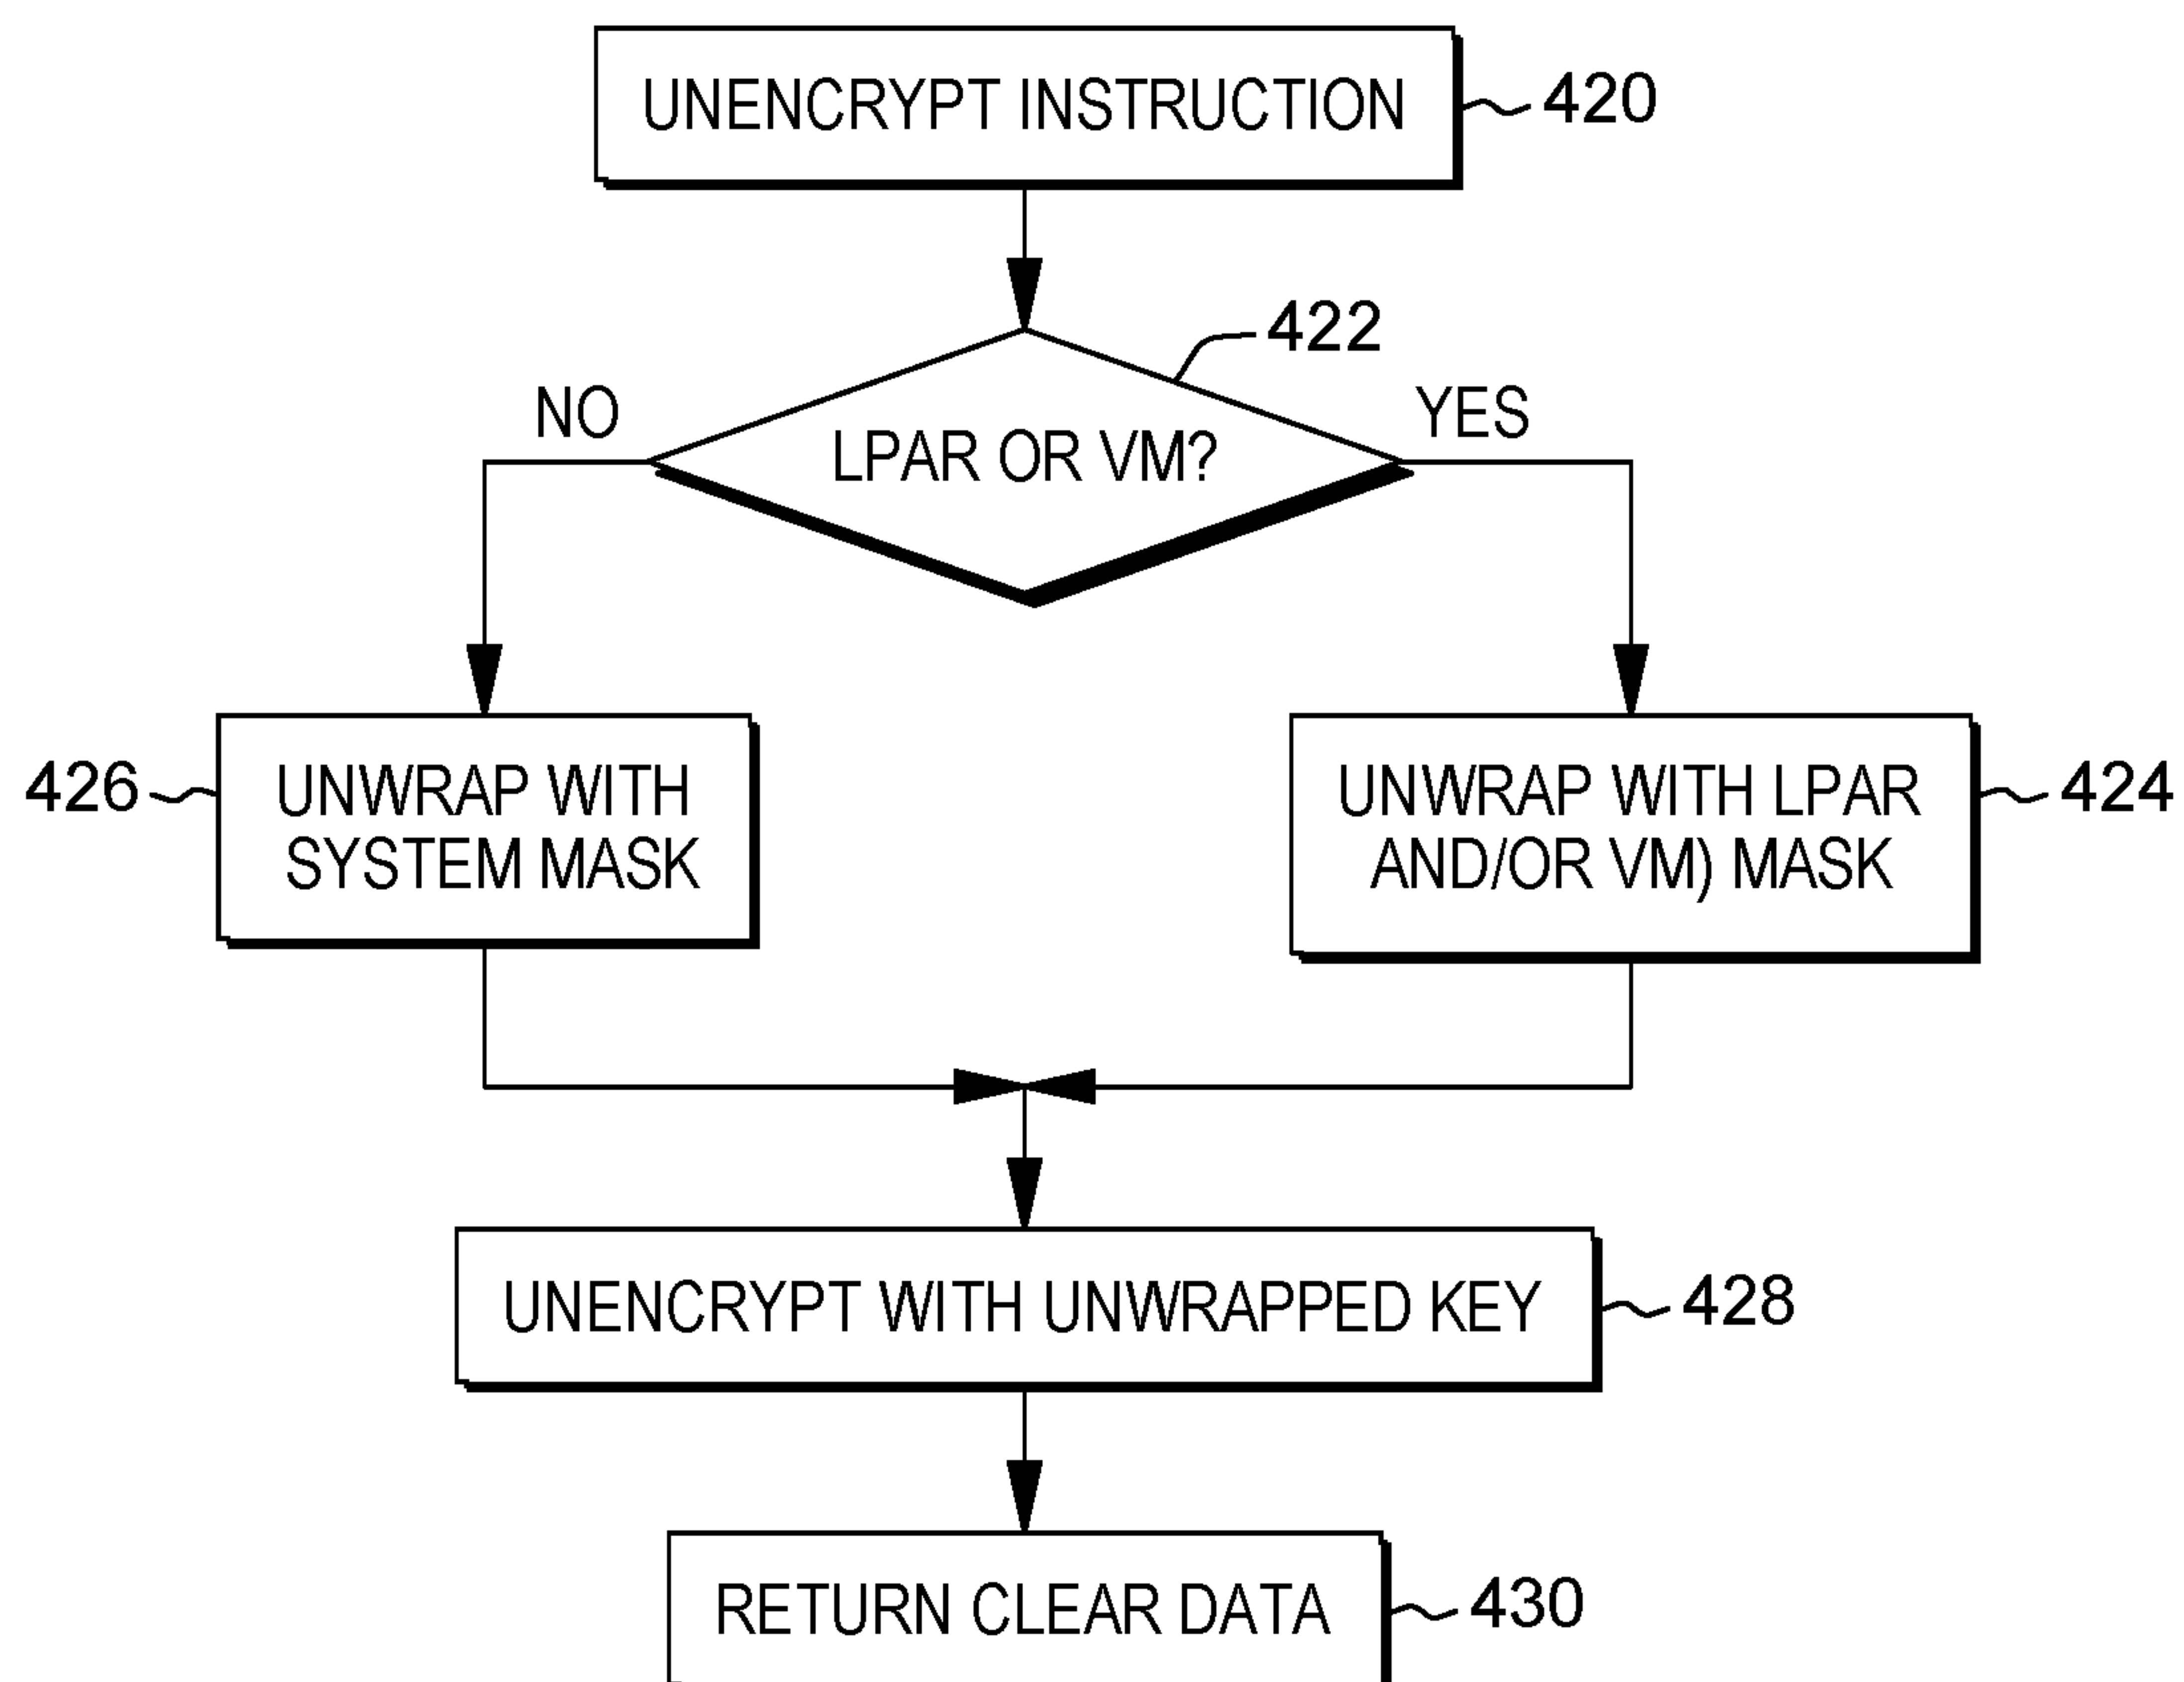 UNENCRYPT INSTRUCTION
420
422
NO
YES
LPAR OR VM?
426
UNWRAP WITH
SYSTEM MASK
UNWRAP WITH LPAR
AND/OR VM) MASK
424
UNENCRYPT WITH UNWRAPPED KEY
428
RETURN CLEAR DATA
430